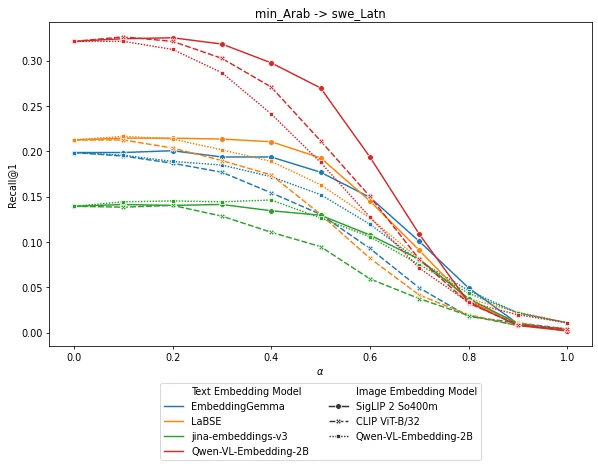 min_Arab -> swe_Latn
Recall@1
0.30
0.25
0.20
0.15
0.10
0.05
0.00
0.0 0.2 0.4 0.6 0.8 1.0
α
Text Embedding Model
EmbeddingGemma
LaBSE
jina-embeddings-v3
Qwen-VL-Embedding-2B
Image Embedding Model
SigLIP 2 So400m
CLIP ViT-B/32
Qwen-VL-Embedding-2B